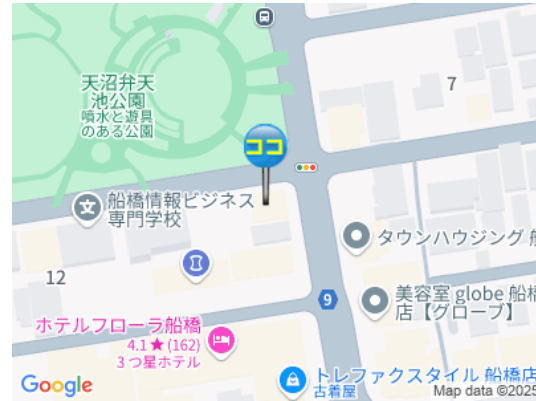 天沼弁天
池公園
噴水と遊具
のある公園
7
ココ
文
船橋情報ビジネス
専門学校
タウンハウジング 船
12
9
美容室 globe 船橋
店【グローブ】
ホテルフローラ船橋
4.1★(162)
3 つ星ホテル
トレファクスタイル 船橋店
古着屋
Google
Map data ©2025